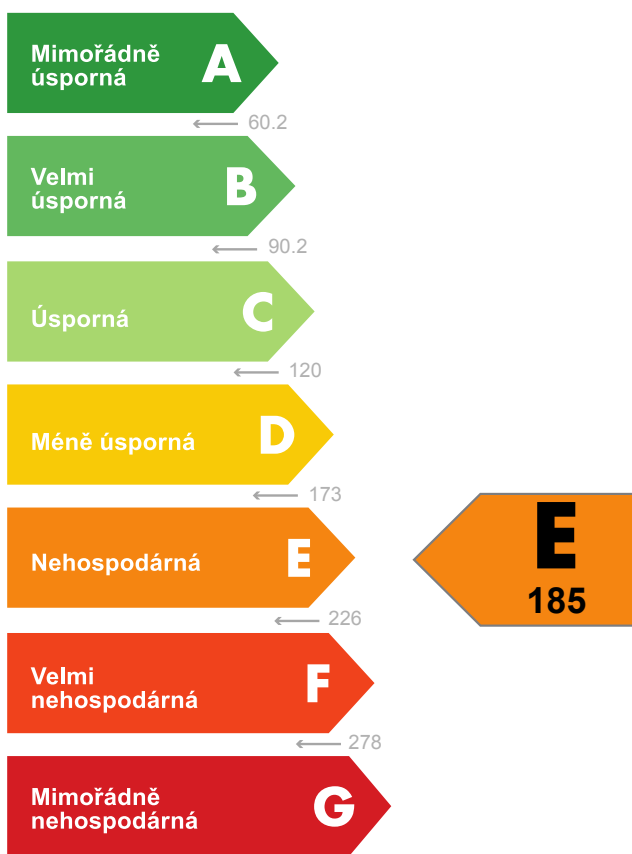 Mimořádně
úsporná
A
60.2
Velmi
úsporná
B
90.2
Úsporná
C
120
Méně úsporná
D
173
Nehospodárná
E
E
185
226
Velmi
nehospodárná
F
278
Mimořádně
nehospodárná
G